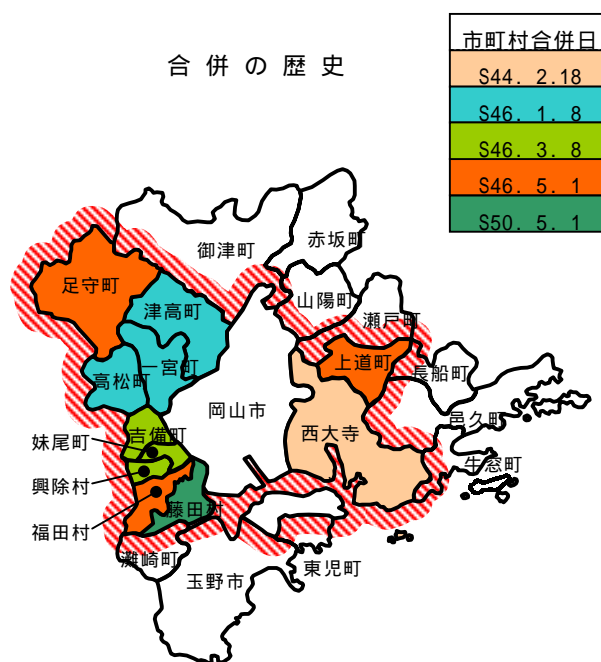 合併の歴史
市町村合併日
S44. 2.18
S46. 1. 8
S46. 3. 8
S46. 5. 1
S50. 5. 1
御津町
赤坂町
足守町
山陽町
津高町
瀬戸町
上道町
一宮町
高松町
長船町
岡山市
邑久町
吉備町
西大寺
妹尾町
牛窓町
興除村
藤田村
福田村
灘崎町
東児町
玉野市